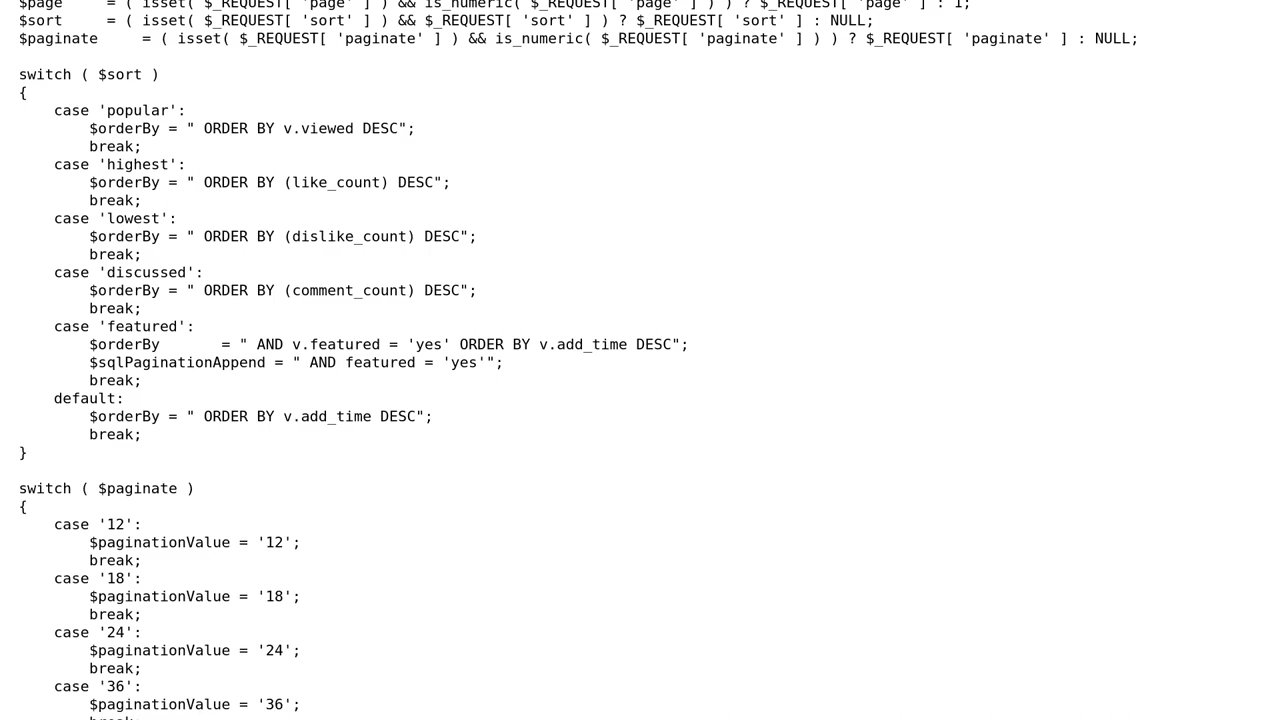 $page     = ( isset( $_REQUEST[ 'page' ] ) && is_numeric( $_REQUEST[ 'page' ] ) ) ? $_REQUEST[ 'page' ] : 1;
$sort     = ( isset( $_REQUEST[ 'sort' ] ) && $_REQUEST[ 'sort' ] ) ? $_REQUEST[ 'sort' ] : NULL;
$paginate     = ( isset( $_REQUEST[ 'paginate' ] ) && is_numeric( $_REQUEST[ 'paginate' ] ) ) ? $_REQUEST[ 'paginate' ] : NULL;

switch ( $sort )
{
    case 'popular':
        $orderBy = " ORDER BY v.viewed DESC";
        break;
    case 'highest':
        $orderBy = " ORDER BY (like_count) DESC";
        break;
    case 'lowest':
        $orderBy = " ORDER BY (dislike_count) DESC";
        break;
    case 'discussed':
        $orderBy = " ORDER BY (comment_count) DESC";
        break;
    case 'featured':
        $orderBy       = " AND v.featured = 'yes' ORDER BY v.add_time DESC";
        $sqlPaginationAppend = " AND featured = 'yes'";
        break;
    default:
        $orderBy = " ORDER BY v.add_time DESC";
        break;
}

switch ( $paginate )
{
    case '12':
        $paginationValue = '12';
        break;
    case '18':
        $paginationValue = '18';
        break;
    case '24':
        $paginationValue = '24';
        break;
    case '36':
        $paginationValue = '36';
        break;